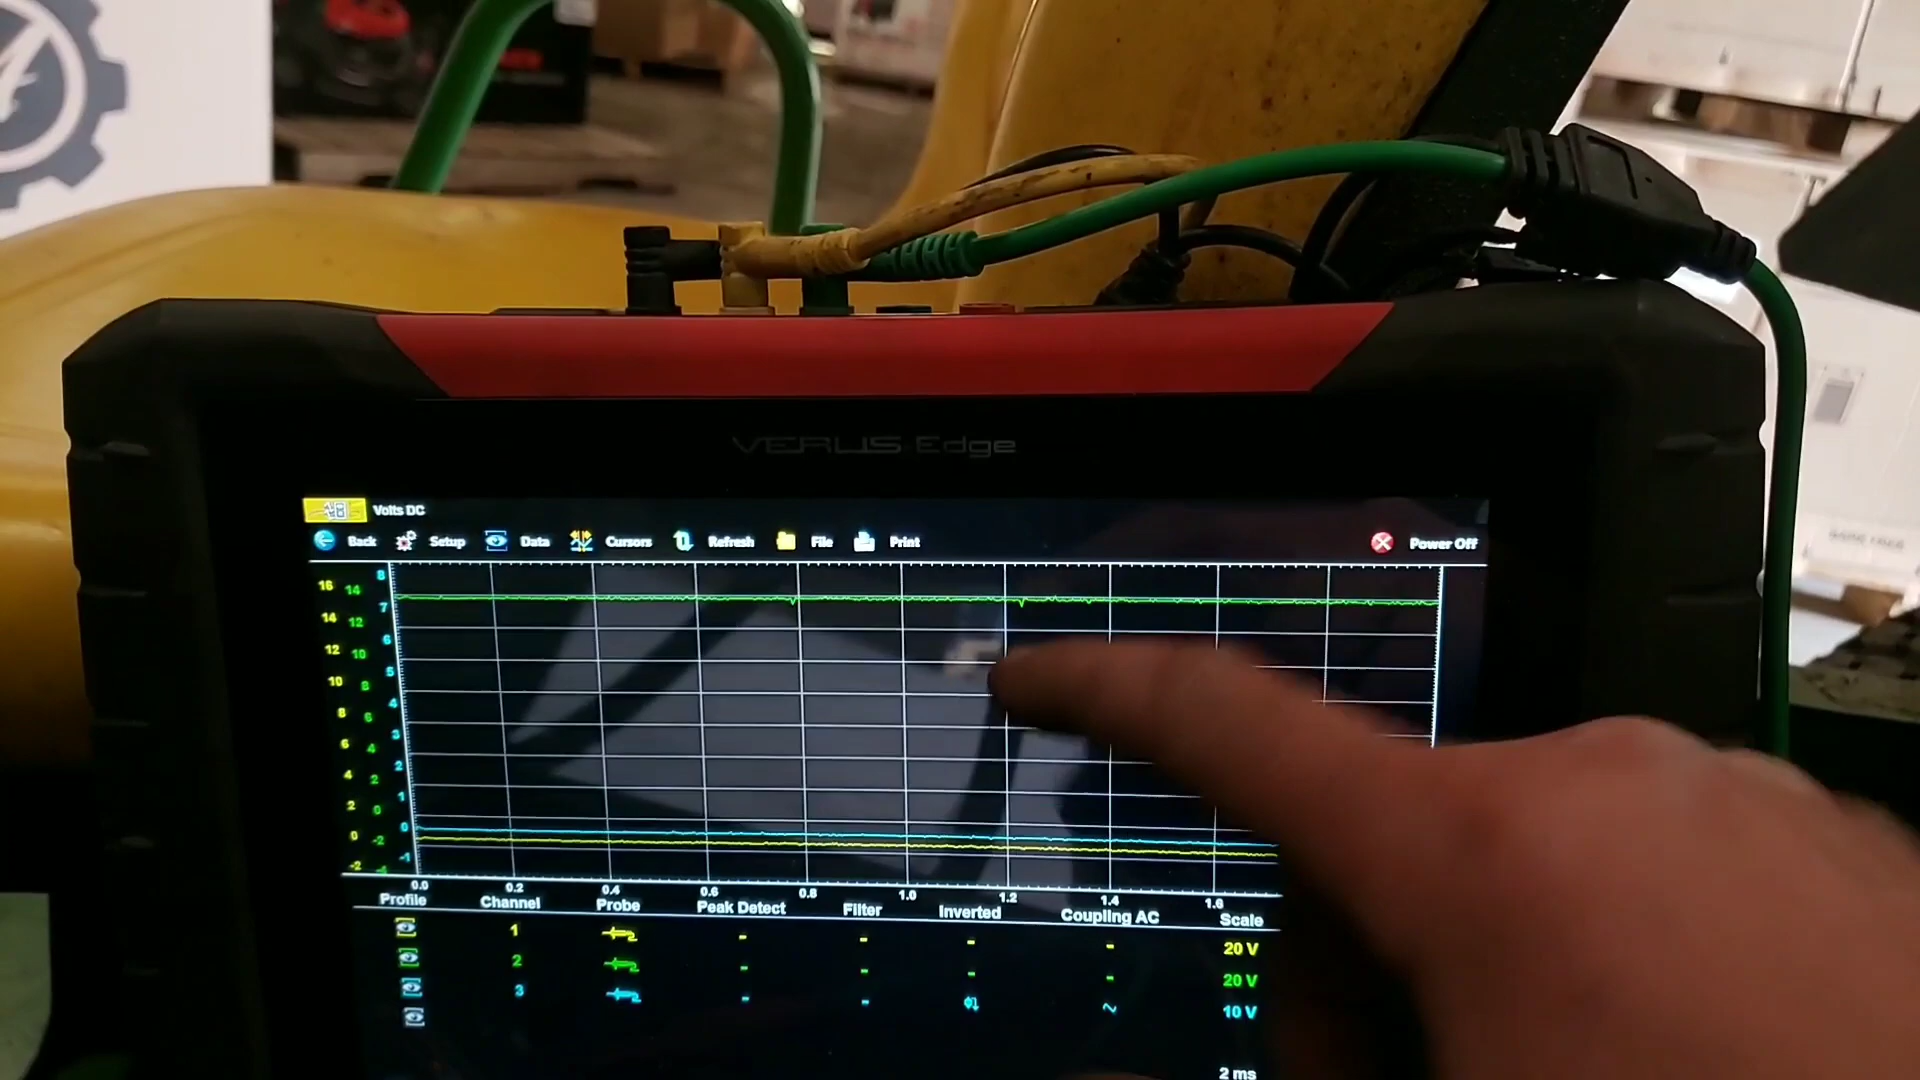 VERUS Edge
Volts DC
Back Setup Data Cursors Refresh File Print Power Off
16 14 8
14 12 7
12 10 6
10 8 5
8 6 4
6 4 3
4 2 2
2 0 1
0 -2 0
-2 -4 -1
0.0 0.2 0.4 0.6 0.8 1.0 1.2 1.4 1.6
Profile Channel Probe Peak Detect Filter Inverted Coupling AC Scale
1 - - - - 20 V
2 - - - - 20 V
3 - - 10 V
2 ms